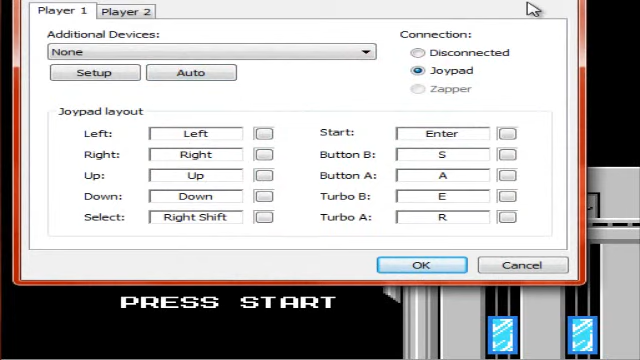 Player 1 Player 2
Additional Devices: Connection:
None Disconnected
Setup Auto Joypad
Zapper
Joypad layout
Left: Left Start: Enter
Right: Right Button B: S
Up: Up Button A: A
Down: Down Turbo B: E
Select: Right Shift Turbo A: R
OK Cancel
PRESS START